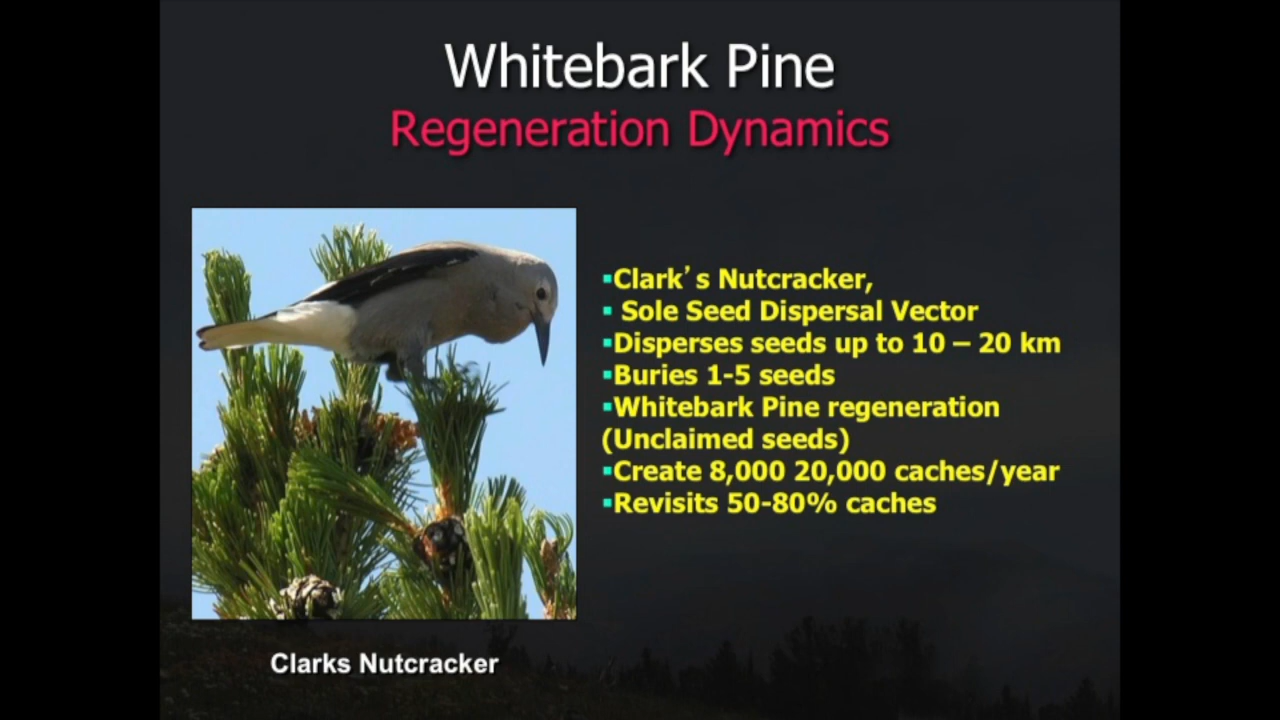 Whitebark Pine
Regeneration Dynamics
▪Clark’s Nutcracker,
▪ Sole Seed Dispersal Vector
▪Disperses seeds up to 10 – 20 km
▪Buries 1-5 seeds
▪Whitebark Pine regeneration
(Unclaimed seeds)
▪Create 8,000 20,000 caches/year
▪Revisits 50-80% caches
Clarks Nutcracker